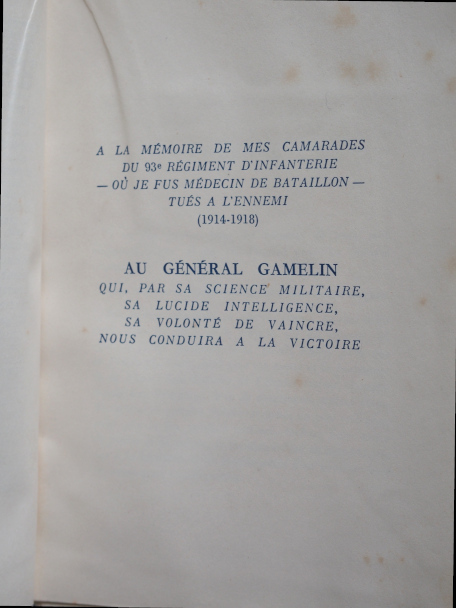 A LA MÉMOIRE DE MES CAMARADES
DU 93e RÉGIMENT D'INFANTERIE
— OÙ JE FUS MÉDECIN DE BATAILLON —
TUÉS A L'ENNEMI
(1914-1918)
AU GÉNÉRAL GAMELIN
QUI, PAR SA SCIENCE MILITAIRE,
SA LUCIDE INTELLIGENCE,
SA VOLONTÉ DE VAINCRE,
NOUS CONDUIRA A LA VICTOIRE